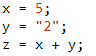 x = 5;
y = "2";
z = x + y;